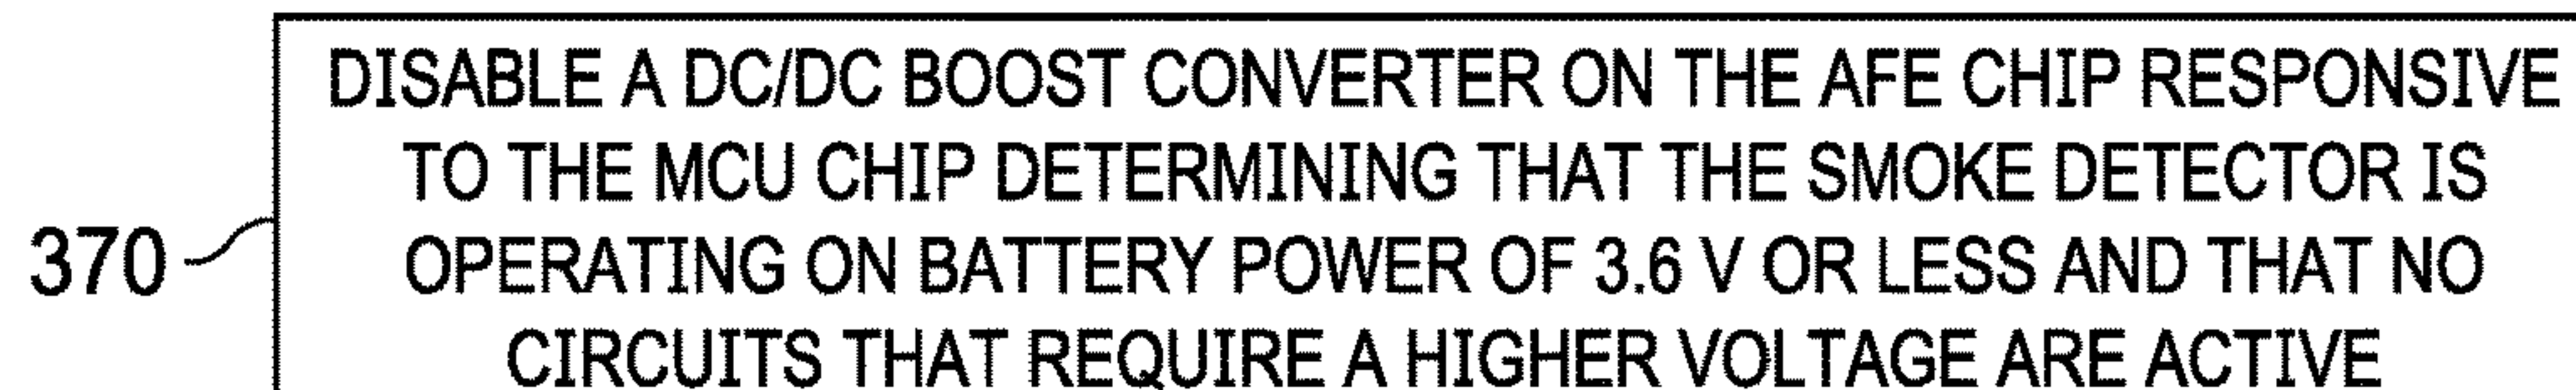 DISABLE A DC/DC BOOST CONVERTER ON THE AFE CHIP RESPONSIVE
TO THE MCU CHIP DETERMINING THAT THE SMOKE DETECTOR IS
370
OPERATING ON BATTERY POWER OF 3.6 V OR LESS AND THAT NO
CIRCUITS THAT REQUIRE A HIGHER VOLTAGE ARE ACTIVE